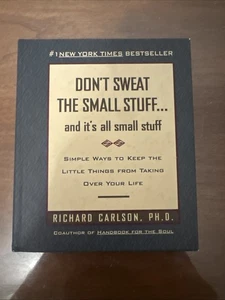 #1 NEW YORK TIMES BESTSELLER
DON'T SWEAT
THE SMALL STUFF...
and it's all small stuff
SIMPLE WAYS TO KEEP THE
LITTLE THINGS FROM TAKING
OVER YOUR LIFE
RICHARD CARLSON, PH.D.
COAUTHOR OF HANDBOOK FOR THE SOUL